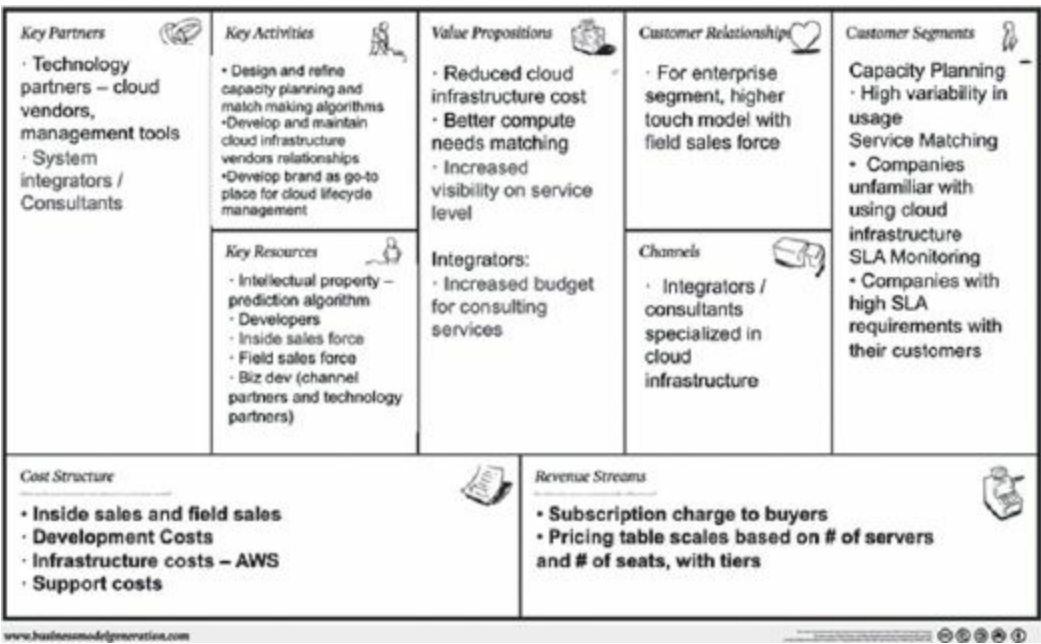 Key Partners
· Technology
partners – cloud
vendors,
management tools
· System
integrators /
Consultants
Key Activities
• Design and refine
capacity planning and
match making algorithms
•Develop and maintain
cloud infrastructure
vendors relationships
•Develop brand as go-to
place for cloud lifecycle
management
Key Resources
· Intellectual property –
prediction algorithm
· Developers
· Inside sales force
· Field sales force
· Biz dev (channel
partners and technology
partners)
Value Propositions
· Reduced cloud
infrastructure cost
· Better compute
needs matching
· Increased
visibility on service
level
Integrators:
· Increased budget
for consulting
services
Customer Relationships
· For enterprise
segment, higher
touch model with
field sales force
Channels
· Integrators /
consultants
specialized in
cloud
infrastructure
Customer Segments
Capacity Planning
· High variability in
usage
Service Matching
• Companies
unfamiliar with
using cloud
infrastructure
SLA Monitoring
• Companies with
high SLA
requirements with
their customers
Cost Structure
• Inside sales and field sales
· Development Costs
· Infrastructure costs – AWS
· Support costs
Revenue Streams
• Subscription charge to buyers
• Pricing table scales based on # of servers
and # of seats, with tiers
www.businessmodelgeneration.com